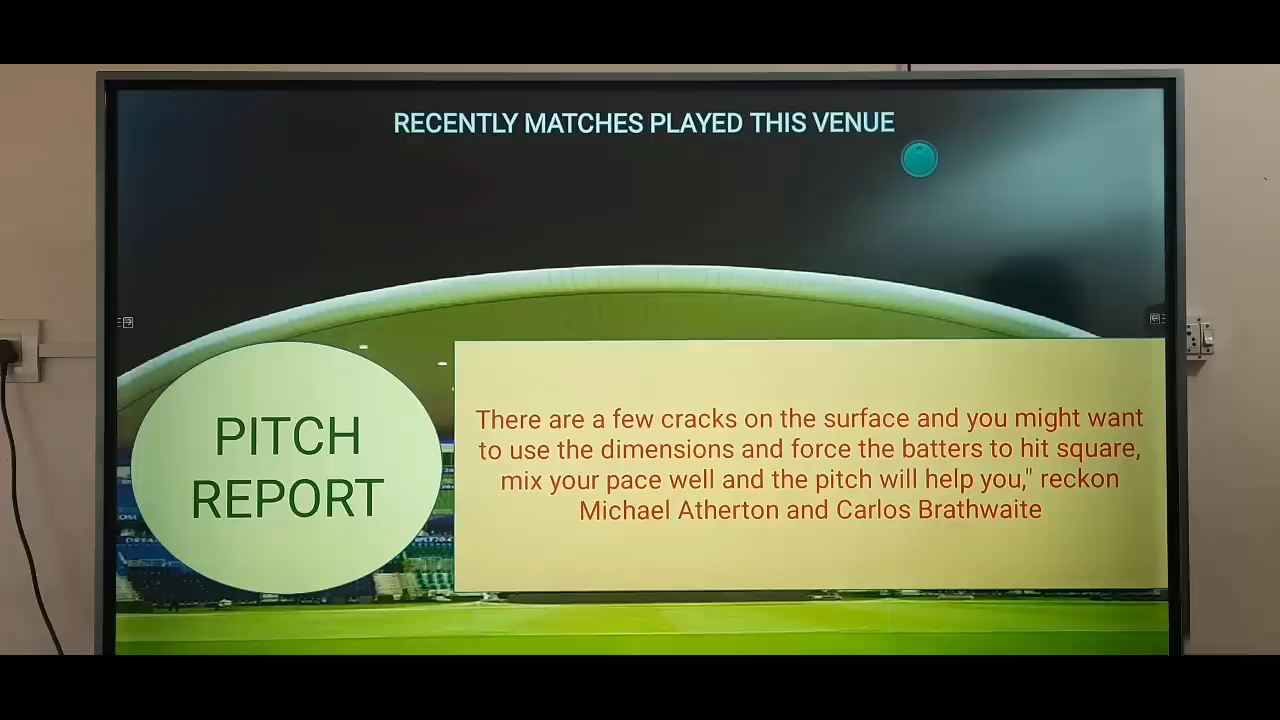 RECENTLY MATCHES PLAYED THIS VENUE
PITCH
REPORT
There are a few cracks on the surface and you might want
to use the dimensions and force the batters to hit square,
mix your pace well and the pitch will help you," reckon
Michael Atherton and Carlos Brathwaite